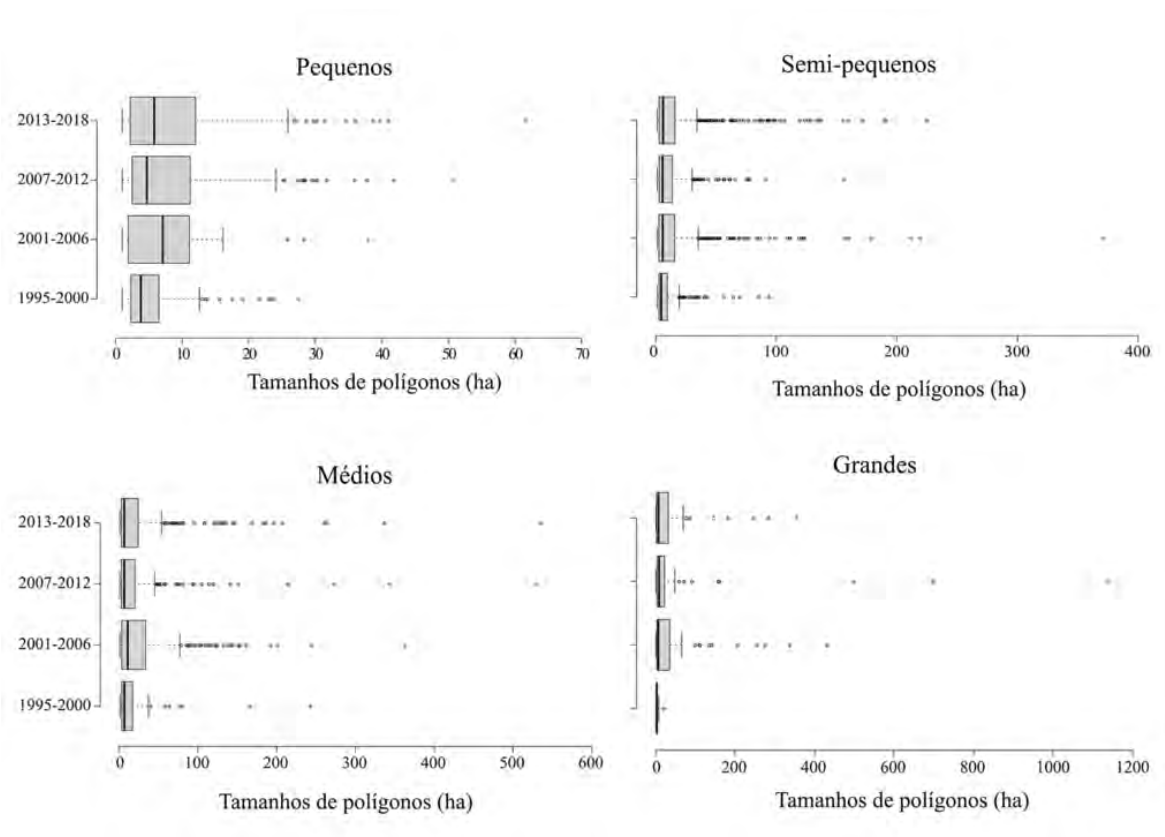 Pequenos
2013-2018
2007-2012
2001-2006
1995-2000
0 10 20 30 40 50 60 70
Tamanhos de polígonos (ha)
Semi-pequenos
0 100 200 300 400
Tamanhos de polígonos (ha)
Médios
2013-2018
2007-2012
2001-2006
1995-2000
0 100 200 300 400 500 600
Tamanhos de polígonos (ha)
Grandes
0 200 400 600 800 1000 1200
Tamanhos de polígonos (ha)